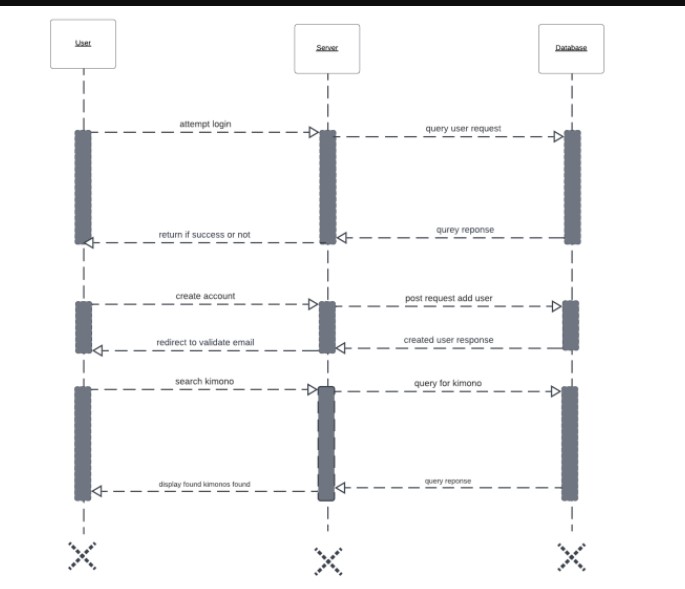 User
Server
Database
attempt login
query user request
return if success or not
qurey reponse
create account
post request add user
redirect to validate email
created user response
search kimono
query for kimono
display found kimonos found
query reponse